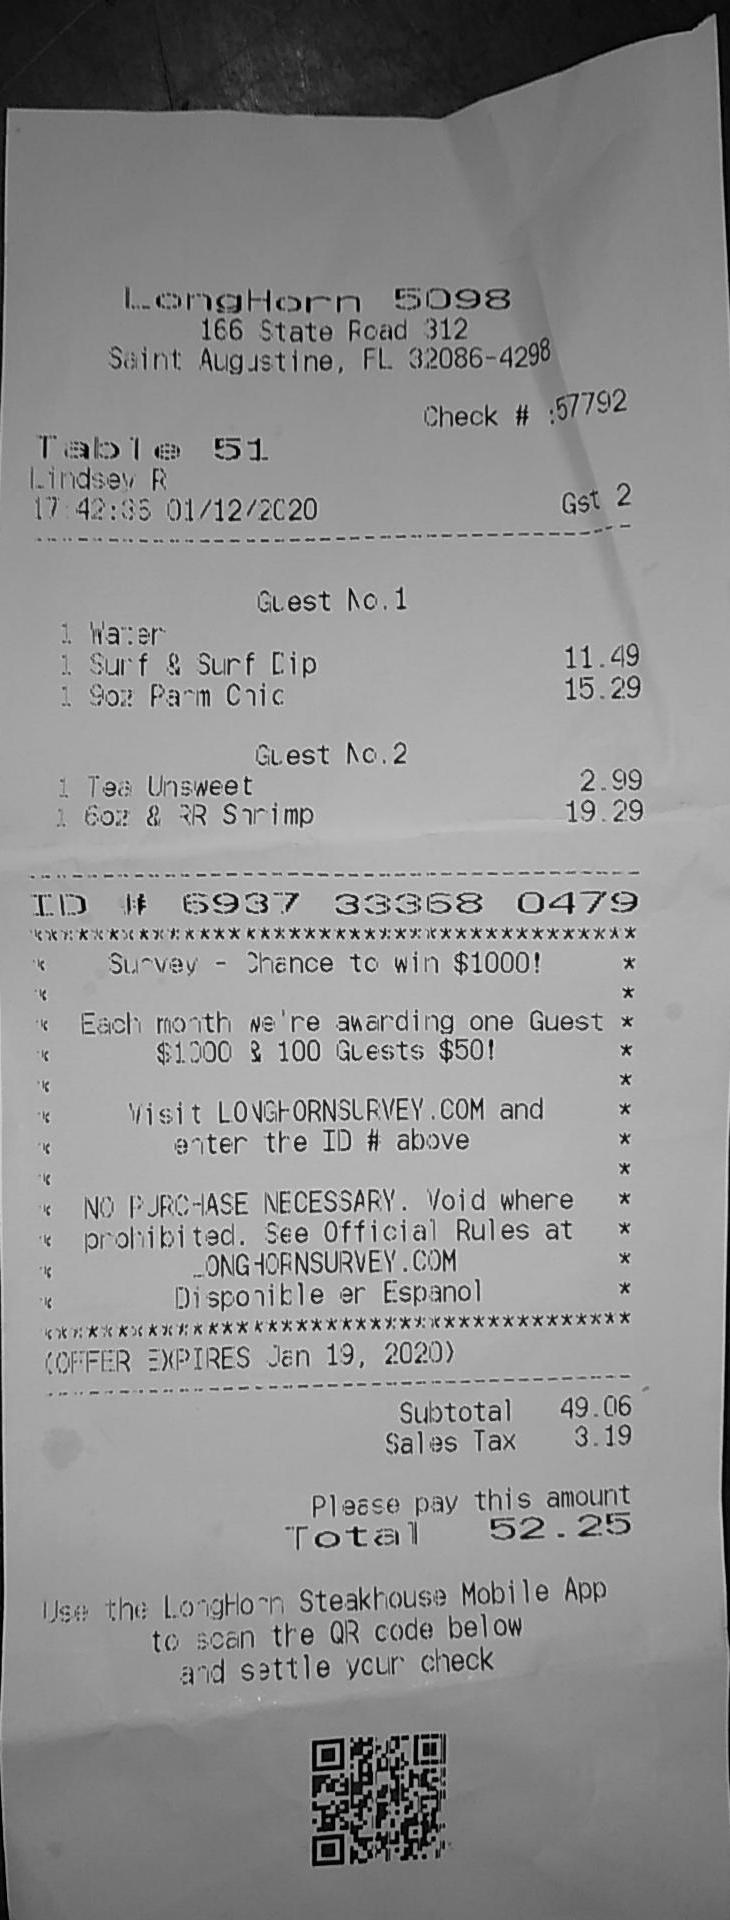 LongHorn 5098
166 State Road 312
Saint Augustine, FL 32086-4298
Check # :57792
Table 51
Lindsey R
17:42:36 01/12/2020 Gst 2
Guest No.1
1 Water
1 Surf & Surf Dip 11.49
1 9oz Parm Chic 15.29
Guest No.2
1 Tea Unsweet 2.99
1 6oz & RR Shrimp 19.29
ID # 6937 33368 0479
****************************************
* Survey - Chance to win $1000! *
* *
* Each month we're awarding one Guest *
* $1000 & 100 Guests $50! *
* *
* Visit LONGHORNSURVEY.COM and *
* enter the ID # above *
* *
* NO PURCHASE NECESSARY. Void where *
* prohibited. See Official Rules at *
* LONGHORNSURVEY.COM *
* Disponible en Espanol *
****************************************
(OFFER EXPIRES Jan 19, 2020)
Subtotal 49.06
Sales Tax 3.19
Please pay this amount
Total 52.25
Use the LongHorn Steakhouse Mobile App
to scan the QR code below
and settle your check